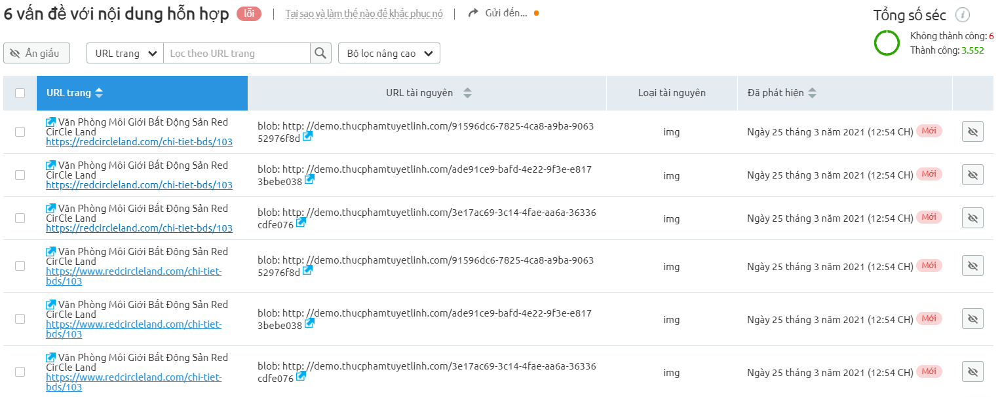 6 vấn đề với nội dung hỗn hợp lỗi Tại sao và làm thế nào để khắc phục nó Gửi đến...
Tổng số séc i
Không thành công: 6
Thành công: 3.552
Ẩn giấu URL trang Lọc theo URL trang Bộ lọc nâng cao
URL trang URL tài nguyên Loại tài nguyên Đã phát hiện
Văn Phòng Môi Giới Bất Động Sản Red
CirCle Land
https://redcircleland.com/chi-tiet-bds/103
blob: http: //demo.thucphamtuyetlinh.com/91596dc6-7825-4ca8-a9ba-9063
52976f8d
img
Ngày 25 tháng 3 năm 2021 (12:54 CH) Mới
Văn Phòng Môi Giới Bất Động Sản Red
CirCle Land
https://redcircleland.com/chi-tiet-bds/103
blob: http: //demo.thucphamtuyetlinh.com/ade91ce9-bafd-4e22-9f3e-e817
3bebe038
img
Ngày 25 tháng 3 năm 2021 (12:54 CH) Mới
Văn Phòng Môi Giới Bất Động Sản Red
CirCle Land
https://redcircleland.com/chi-tiet-bds/103
blob: http: //demo.thucphamtuyetlinh.com/3e17ac69-3c14-4fae-aa6a-36336
cdfe076
img
Ngày 25 tháng 3 năm 2021 (12:54 CH) Mới
Văn Phòng Môi Giới Bất Động Sản Red
CirCle Land
https://www.redcircleland.com/chi-tiet-
bds/103
blob: http: //demo.thucphamtuyetlinh.com/91596dc6-7825-4ca8-a9ba-9063
52976f8d
img
Ngày 25 tháng 3 năm 2021 (12:54 CH) Mới
Văn Phòng Môi Giới Bất Động Sản Red
CirCle Land
https://www.redcircleland.com/chi-tiet-
bds/103
blob: http: //demo.thucphamtuyetlinh.com/ade91ce9-bafd-4e22-9f3e-e817
3bebe038
img
Ngày 25 tháng 3 năm 2021 (12:54 CH) Mới
Văn Phòng Môi Giới Bất Động Sản Red
CirCle Land
https://www.redcircleland.com/chi-tiet-
bds/103
blob: http: //demo.thucphamtuyetlinh.com/3e17ac69-3c14-4fae-aa6a-36336
cdfe076
img
Ngày 25 tháng 3 năm 2021 (12:54 CH) Mới